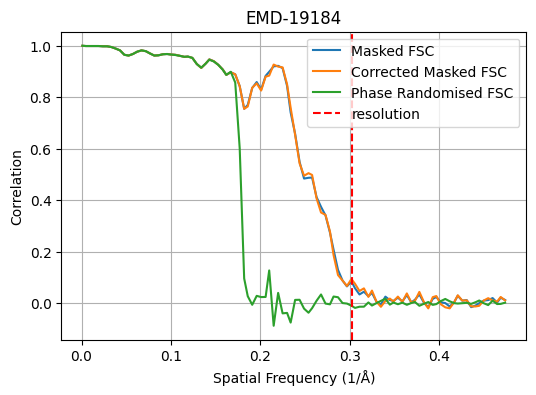 EMD-19184
Masked FSC
Corrected Masked FSC
Phase Randomised FSC
resolution
Correlation
1.0
0.8
0.6
0.4
0.2
0.0
0.0 0.1 0.2 0.3 0.4
Spatial Frequency (1/Å)